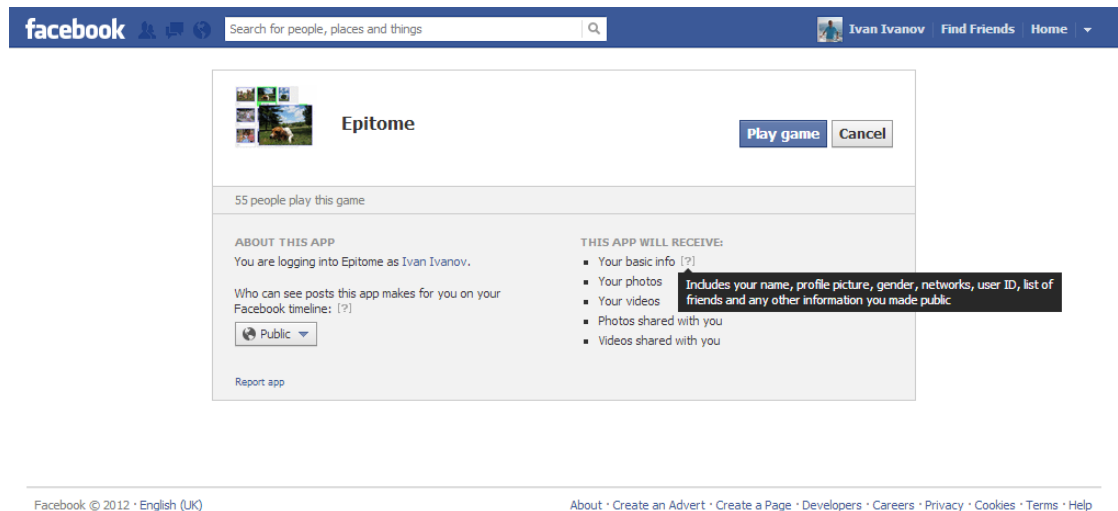 facebook
Search for people, places and things
Ivan Ivanov
Find Friends
Home
Epitome
Play game
Cancel
55 people play this game
ABOUT THIS APP
You are logging into Epitome as Ivan Ivanov.
Who can see posts this app makes for you on your
Facebook timeline: [?]
Public
Report app
THIS APP WILL RECEIVE:
▪ Your basic info [?]
▪ Your photos
▪ Your videos
▪ Photos shared with you
▪ Videos shared with you
Includes your name, profile picture, gender, networks, user ID, list of
friends and any other information you made public
Facebook © 2012 · English (UK)
About · Create an Advert · Create a Page · Developers · Careers · Privacy · Cookies · Terms · Help